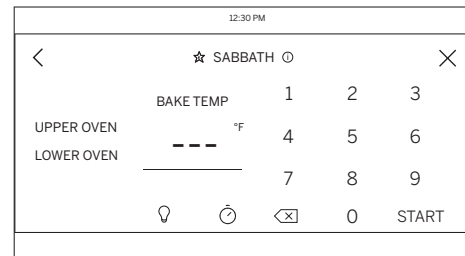 12:30 PM
SABBATH
BAKE TEMP
---
°F
UPPER OVEN
LOWER OVEN
1 2 3
4 5 6
7 8 9
0 START